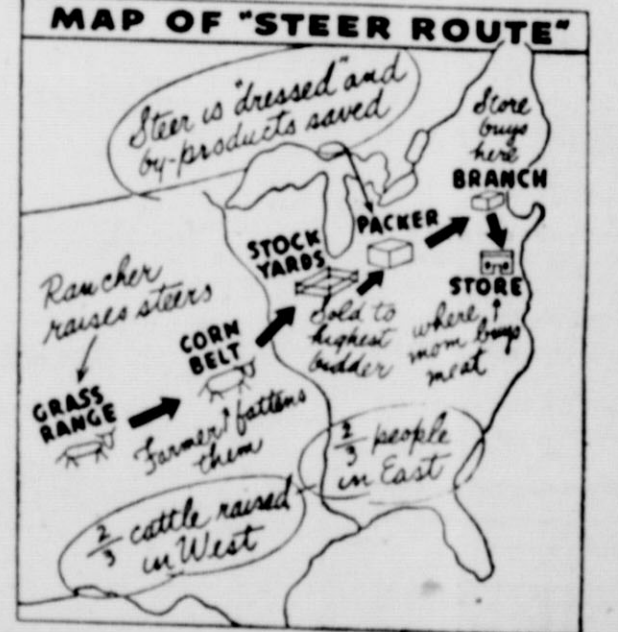 MAP OF "STEER ROUTE"
Steer is "dressed" and
by-products saved
Store
buys
here
BRANCH
PACKER
STOCK
YARDS
STORE
Rancher
raises steers
Sold to
highest
bidder
where
mom buys
meat
CORN
BELT
GRASS
RANGE
Farmer fattens
them
2/3 people
in East
2/3 cattle raised
in West